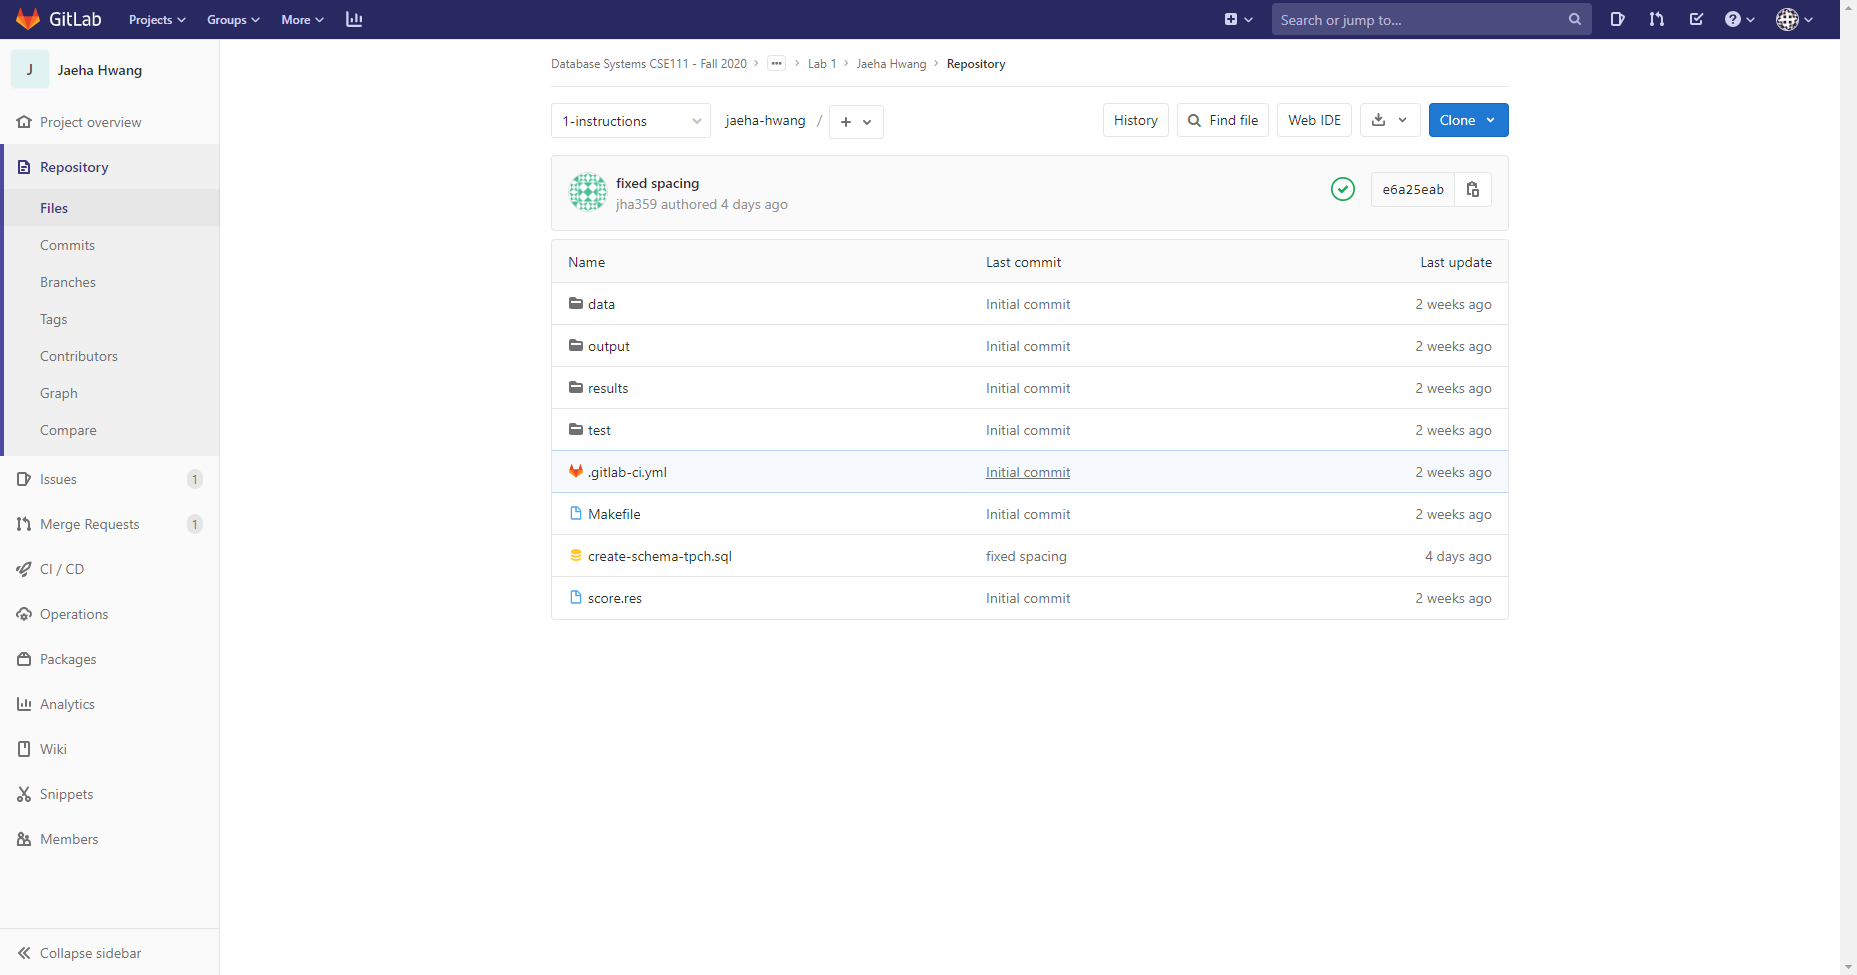 GitLab Projects Groups More Search or jump to...
J Jaeha Hwang
Project overview
Repository
Files
Commits
Branches
Tags
Contributors
Graph
Compare
Issues 1
Merge Requests 1
CI / CD
Operations
Packages
Analytics
Wiki
Snippets
Members
Collapse sidebar
Database Systems CSE111 - Fall 2020 > ... > Lab 1 > Jaeha Hwang > Repository
1-instructions jaeha-hwang / + History Find file Web IDE Clone
fixed spacing
jha359 authored 4 days ago
e6a25eab
Name Last commit Last update
data Initial commit 2 weeks ago
output Initial commit 2 weeks ago
results Initial commit 2 weeks ago
test Initial commit 2 weeks ago
.gitlab-ci.yml Initial commit 2 weeks ago
Makefile Initial commit 2 weeks ago
create-schema-tpch.sql fixed spacing 4 days ago
score.res Initial commit 2 weeks ago